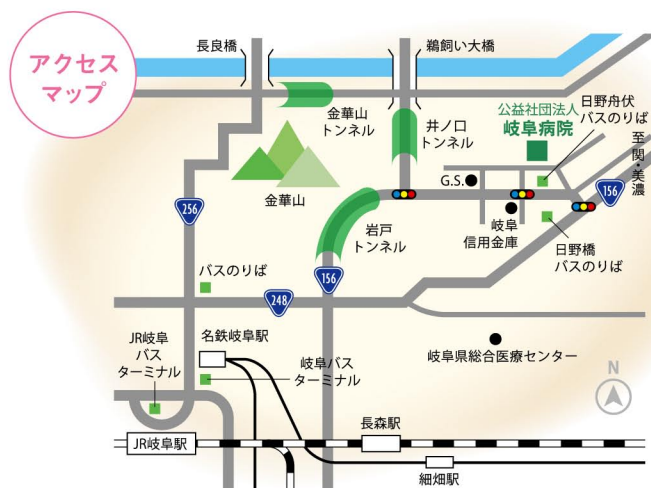 アクセス
マップ
長良橋
鵜飼い大橋
金華山
トンネル
井ノ口
トンネル
公益社団法人
岐阜病院
日野舟伏
バスのりば
至関・美濃
金華山
G.S.
156
256
岩戸
トンネル
岐阜
信用金庫
日野橋
バスのりば
バスのりば
156
248
JR岐阜
バス
ターミナル
名鉄岐阜駅
岐阜バス
ターミナル
岐阜県総合医療センター
N
JR岐阜駅
長森駅
細畑駅